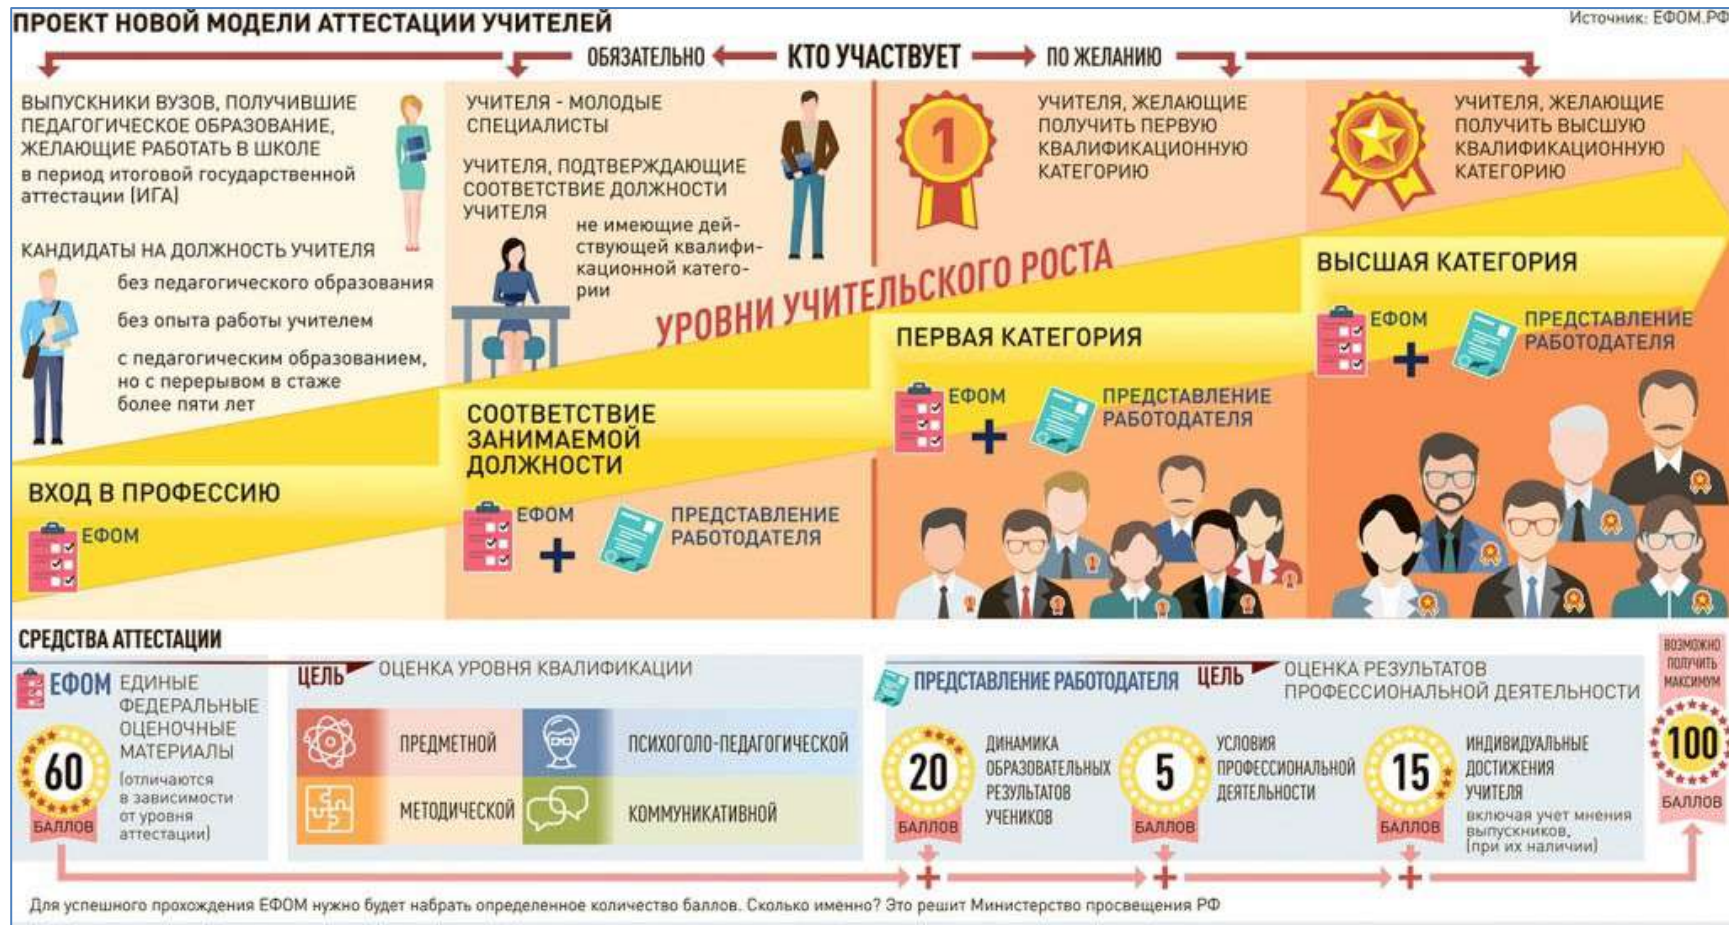 ПРОЕКТ НОВОЙ МОДЕЛИ АТТЕСТАЦИИ УЧИТЕЛЕЙ
Источник: ЕФОМ.РФ
ОБЯЗАТЕЛЬНО
КТО УЧАСТВУЕТ
ПО ЖЕЛАНИЮ
ВЫПУСКНИКИ ВУЗОВ, ПОЛУЧИВШИЕ
ПЕДАГОГИЧЕСКОЕ ОБРАЗОВАНИЕ,
ЖЕЛАЮЩИЕ РАБОТАТЬ В ШКОЛЕ
в период итоговой государственной
аттестации (ИГА)
КАНДИДАТЫ НА ДОЛЖНОСТЬ УЧИТЕЛЯ
без педагогического образования
без опыта работы учителем
с педагогическим образованием,
но с перерывом в стаже
более пяти лет
УЧИТЕЛЯ - МОЛОДЫЕ
СПЕЦИАЛИСТЫ
УЧИТЕЛЯ, ПОДТВЕРЖДАЮЩИЕ
СООТВЕТСТВИЕ ДОЛЖНОСТИ
УЧИТЕЛЯ
не имеющие дей-
ствующей квалифи-
кационной катего-
рии
1
УЧИТЕЛЯ, ЖЕЛАЮЩИЕ
ПОЛУЧИТЬ ПЕРВУЮ
КВАЛИФИКАЦИОННУЮ
КАТЕГОРИЮ
УЧИТЕЛЯ, ЖЕЛАЮЩИЕ
ПОЛУЧИТЬ ВЫСШУЮ
КВАЛИФИКАЦИОННУЮ
КАТЕГОРИЮ
УРОВНИ УЧИТЕЛЬСКОГО РОСТА
ВХОД В ПРОФЕССИЮ
ЕФОМ
СООТВЕТСТВИЕ
ЗАНИМАЕМОЙ
ДОЛЖНОСТИ
ЕФОМ
+
ПРЕДСТАВЛЕНИЕ
РАБОТОДАТЕЛЯ
ПЕРВАЯ КАТЕГОРИЯ
ЕФОМ
+
ПРЕДСТАВЛЕНИЕ
РАБОТОДАТЕЛЯ
ВЫСШАЯ КАТЕГОРИЯ
ЕФОМ
+
ПРЕДСТАВЛЕНИЕ
РАБОТОДАТЕЛЯ
СРЕДСТВА АТТЕСТАЦИИ
ЕФОМ
ЕДИНЫЕ
ФЕДЕРАЛЬНЫЕ
ОЦЕНОЧНЫЕ
МАТЕРИАЛЫ
(отличаются
в зависимости
от уровня
аттестации)
60
БАЛЛОВ
ЦЕЛЬ
ОЦЕНКА УРОВНЯ КВАЛИФИКАЦИИ
ПРЕДМЕТНОЙ
ПСИХОГОЛО-ПЕДАГОГИЧЕСКОЙ
МЕТОДИЧЕСКОЙ
КОММУНИКАТИВНОЙ
ПРЕДСТАВЛЕНИЕ РАБОТОДАТЕЛЯ
ЦЕЛЬ
ОЦЕНКА РЕЗУЛЬТАТОВ
ПРОФЕССИОНАЛЬНОЙ ДЕЯТЕЛЬНОСТИ
20
БАЛЛОВ
ДИНАМИКА
ОБРАЗОВАТЕЛЬНЫХ
РЕЗУЛЬТАТОВ
УЧЕНИКОВ
5
БАЛЛОВ
УСЛОВИЯ
ПРОФЕССИОНАЛЬНОЙ
ДЕЯТЕЛЬНОСТИ
15
БАЛЛОВ
ИНДИВИДУАЛЬНЫЕ
ДОСТИЖЕНИЯ
УЧИТЕЛЯ
включая учет мнения
выпускников,
(при их наличии)
ВОЗМОЖНО
ПОЛУЧИТЬ
МАКСИМУМ
100
БАЛЛОВ
+
+
+
Для успешного прохождения ЕФОМ нужно будет набрать определенное количество баллов. Сколько именно? Это решит Министерство просвещения РФ